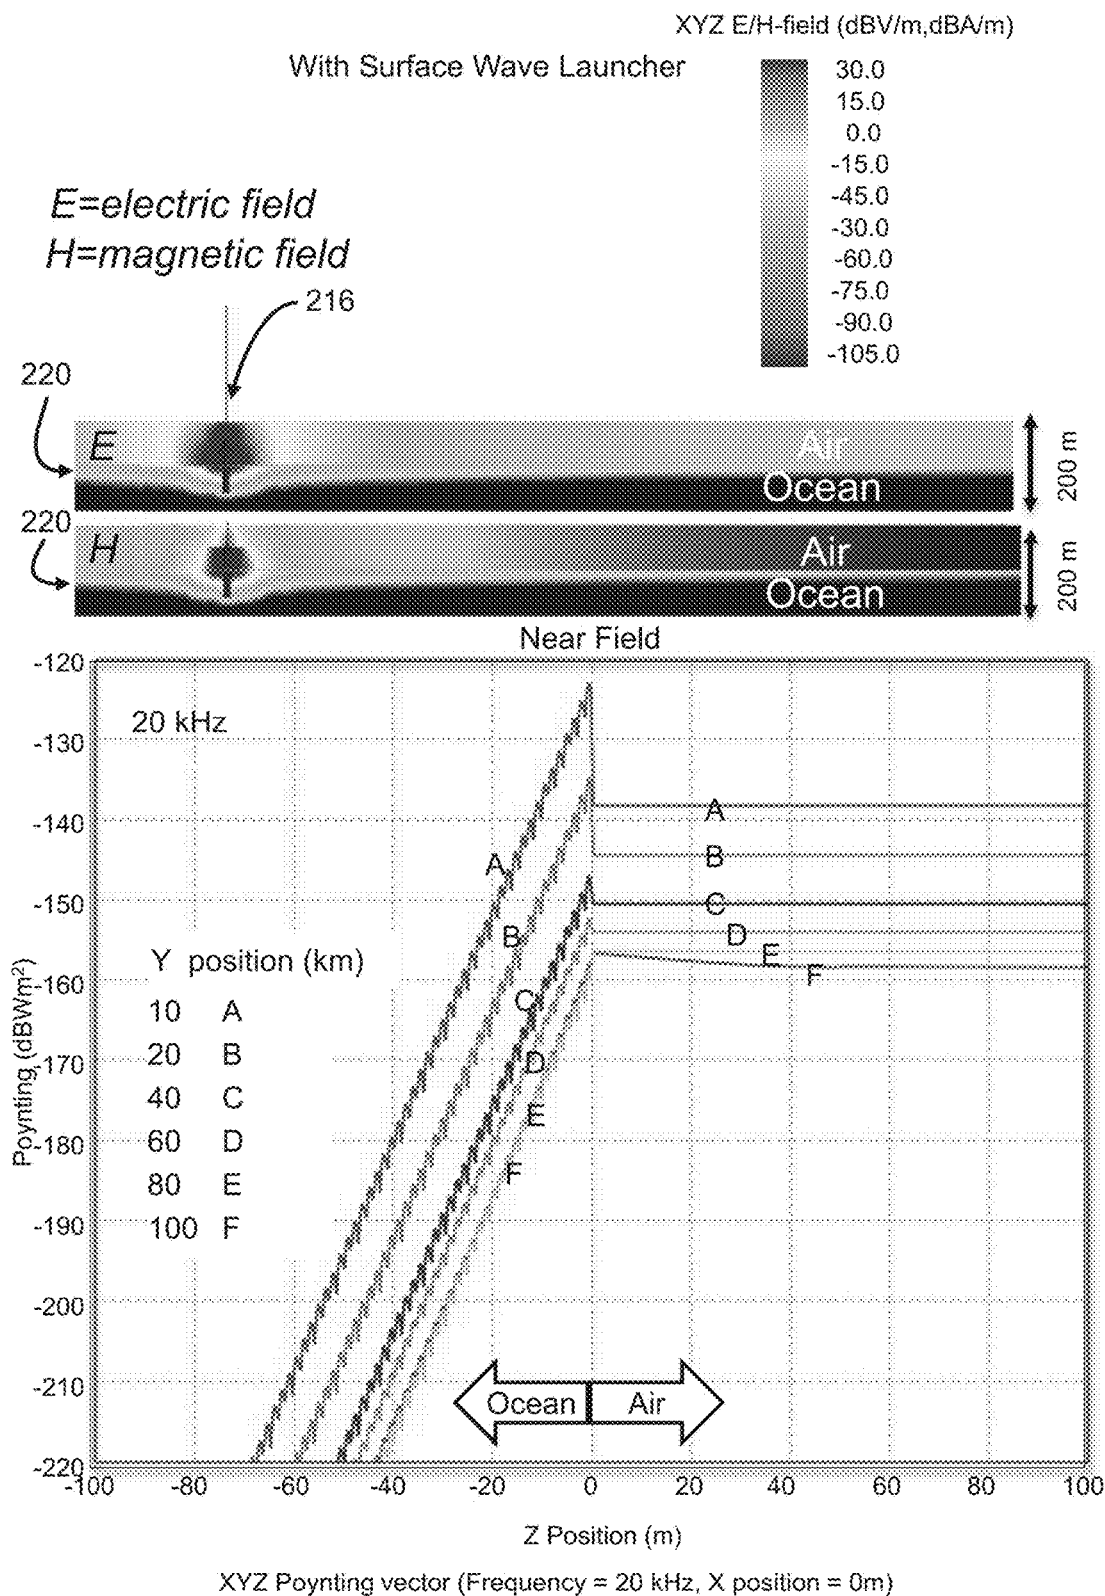 XYZ E/H-field (dBV/m,dBA/m)
With Surface Wave Launcher
30.0
15.0
0.0
-15.0
-45.0
-30.0
-60.0
-75.0
-90.0
-105.0
E=electric field
H=magnetic field
216
220
E
Air
Ocean
200 m
220
H
Air
Ocean
200 m
Near Field
-120
-130
-140
-150
-160
-170
-180
-190
-200
-210
-220
Poynting (dBWm²)
20 kHz
A
B
C
D
E
F
A
B
C
D
E
F
Y position (km)
10 A
20 B
40 C
60 D
80 E
100 F
Ocean
Air
-100
-80
-60
-40
-20
0
20
40
60
80
100
Z Position (m)
XYZ Poynting vector (Frequency = 20 kHz, X position = 0m)